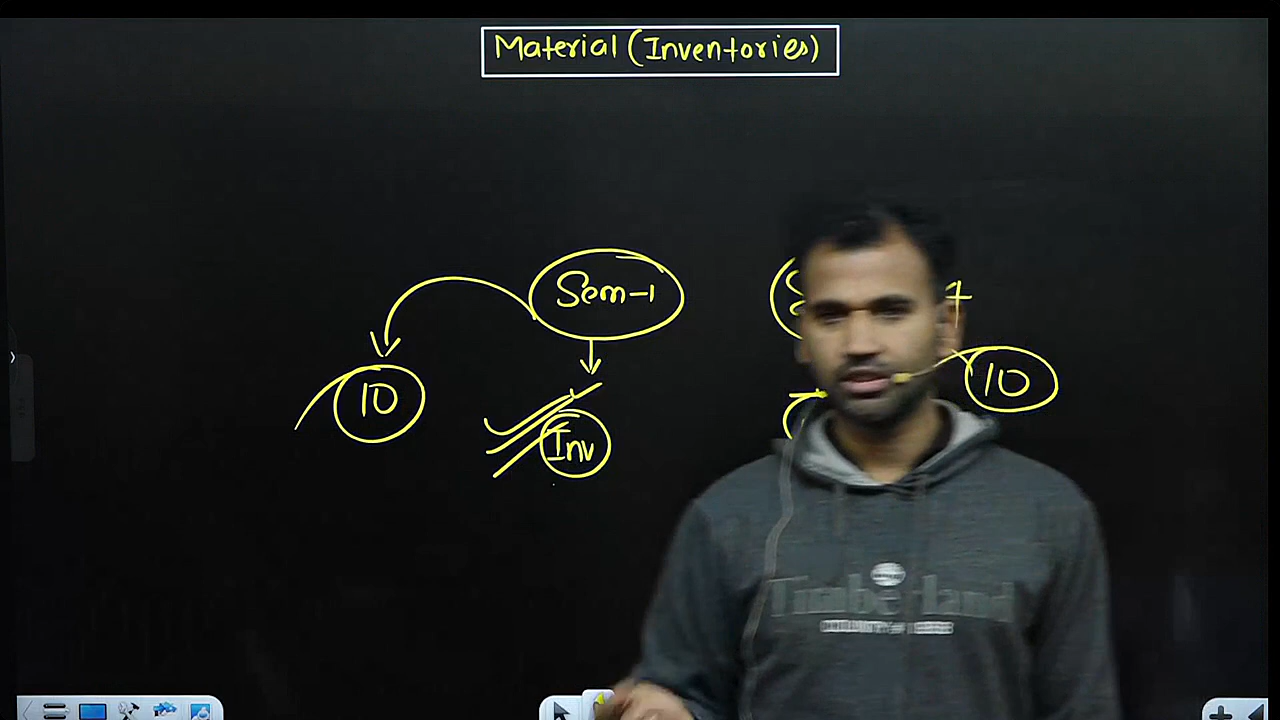 Material (Inventories)
Sem-1
10
10
Inv
Timberland